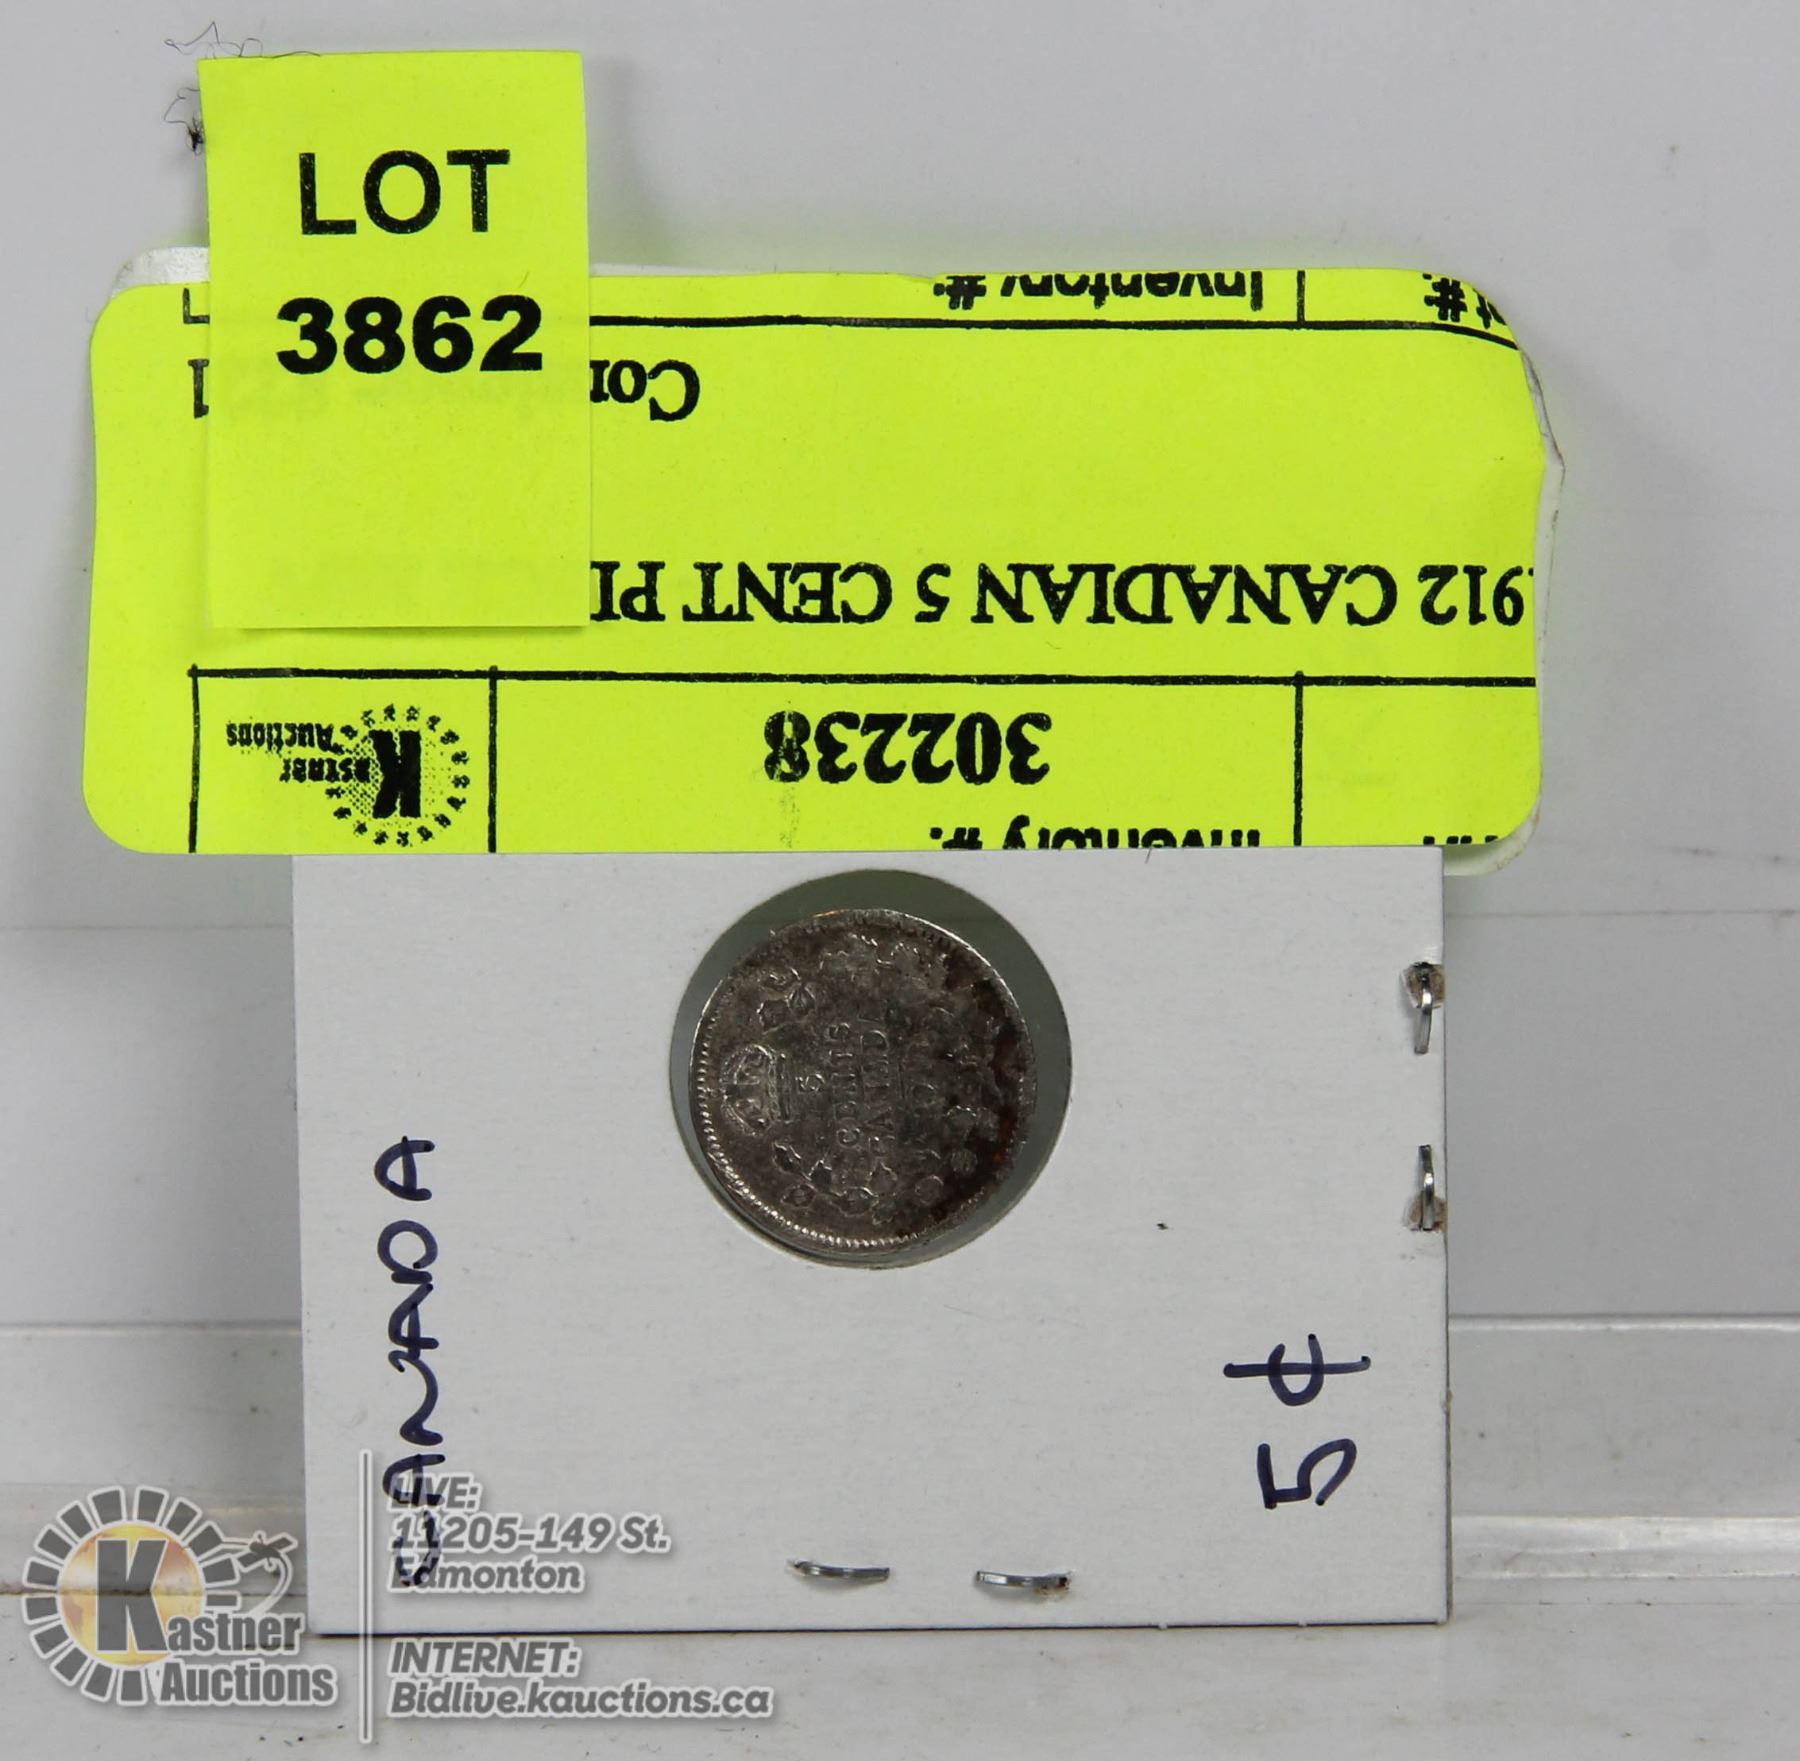 LOT
3862
t#: Inventory #:
Con
1
912 CANADIAN 5 CENT PI
302238
Kastner
Auctions
K
Inventory #:
5
CENTS
CANADA
CANADA
5¢
LIVE:
11205-149 St.
Edmonton
INTERNET:
Bidlive.kauctions.ca
Kastner
Auctions